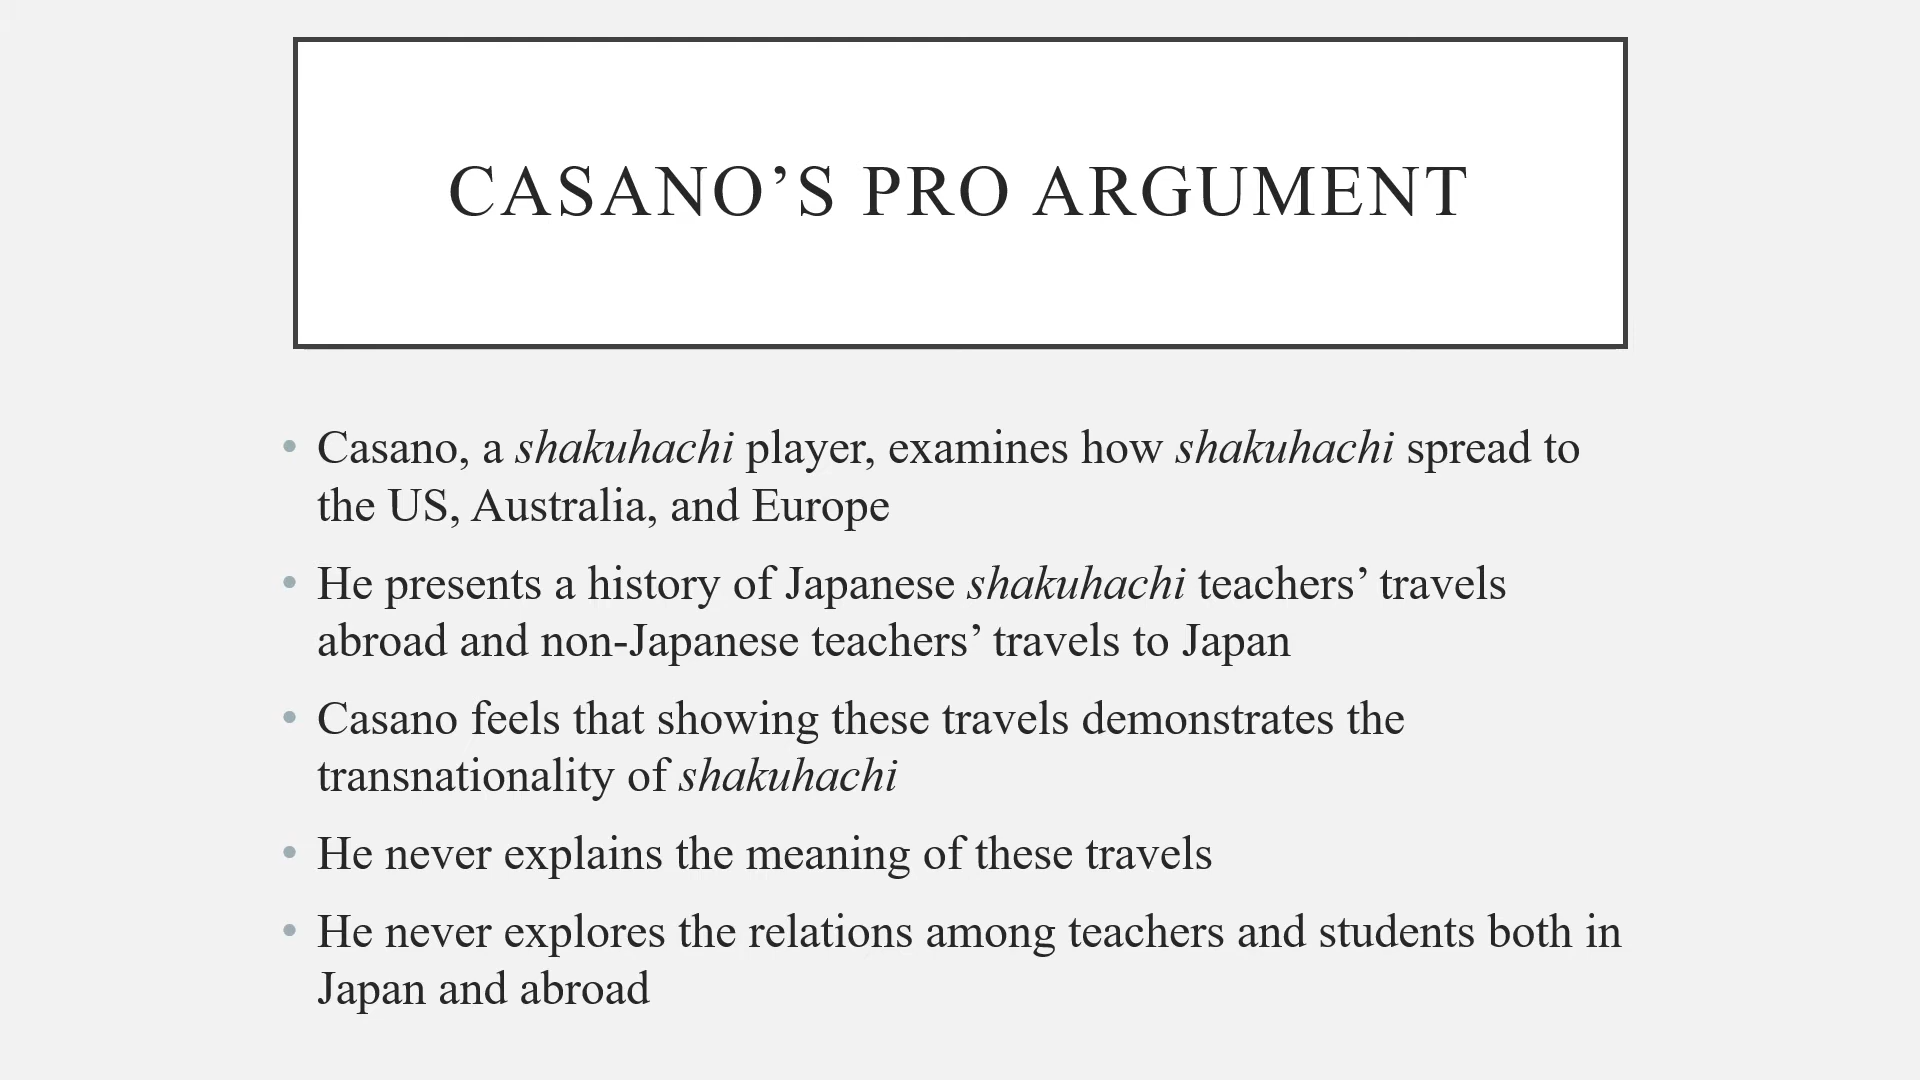 CASANO’S PRO ARGUMENT
• Casano, a shakuhachi player, examines how shakuhachi spread to
the US, Australia, and Europe
• He presents a history of Japanese shakuhachi teachers’ travels
abroad and non-Japanese teachers’ travels to Japan
• Casano feels that showing these travels demonstrates the
transnationality of shakuhachi
• He never explains the meaning of these travels
• He never explores the relations among teachers and students both in
Japan and abroad